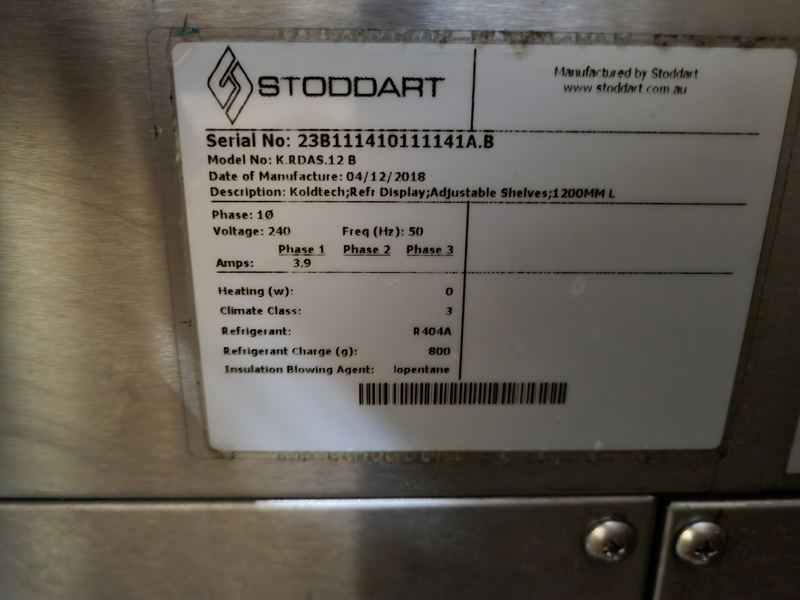 STODDART
Manufactured by Stoddart
www.stoddart.com.au
Serial No: 23B111410111141A.B
Model No: K.RDAS.12 B
Date of Manufacture: 04/12/2018
Description: Koldtech;Refr Display;Adjustable Shelves;1200MM L
Phase: 1Ø
Voltage: 240 Freq (Hz): 50
Phase 1 Phase 2 Phase 3
Amps: 3.9
Heating (w): 0
Climate Class: 3
Refrigerant: R404A
Refrigerant Charge (g): 800
Insulation Blowing Agent: Iopentane